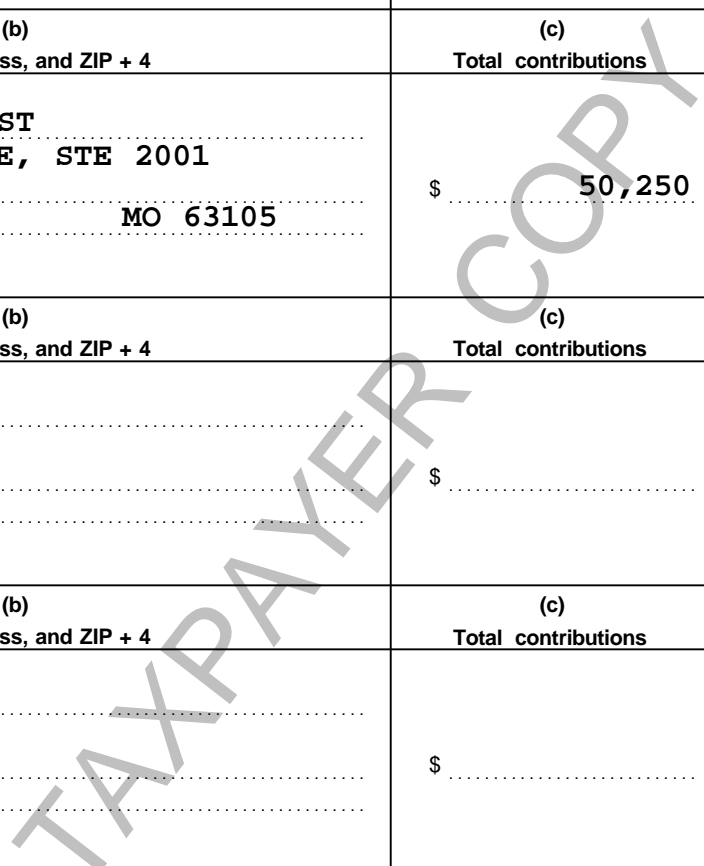 (b) (c)
ss, and ZIP + 4 Total contributions
ST
E, STE 2001
$ 50,250
MO 63105
(b) (c)
ss, and ZIP + 4 Total contributions
$
(b) (c)
ss, and ZIP + 4 Total contributions
$
TAXPAYER COPY